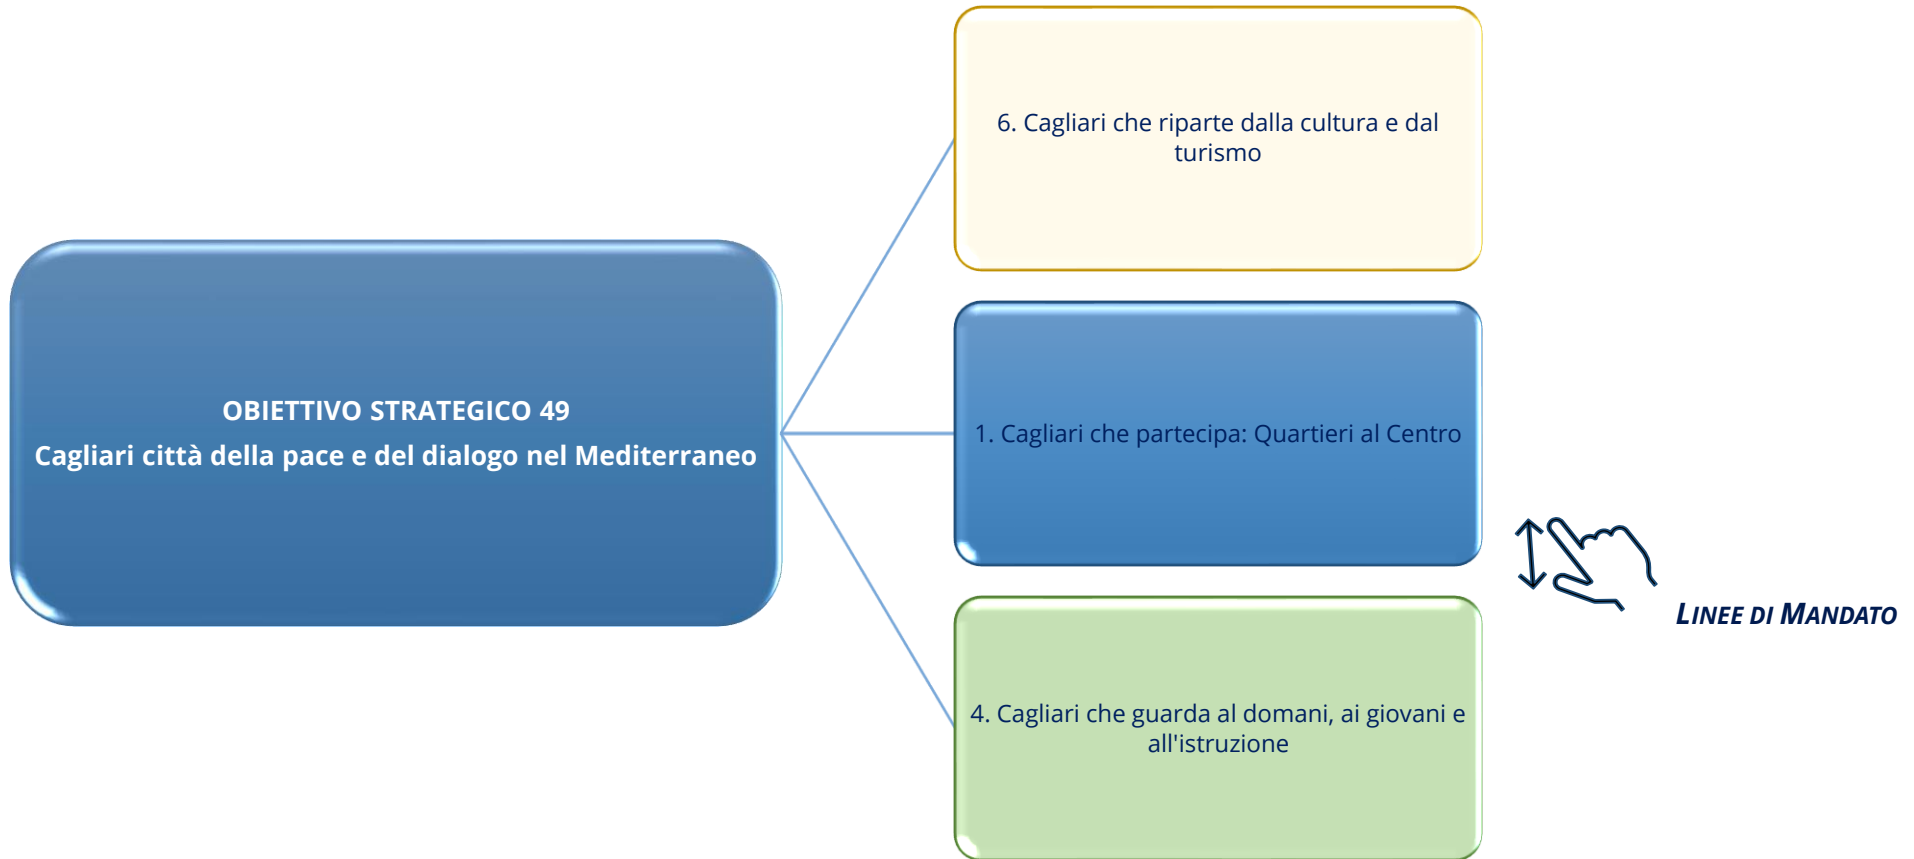 OBIETTIVO STRATEGICO 49
Cagliari città della pace e del dialogo nel Mediterraneo
6. Cagliari che riparte dalla cultura e dal
turismo
1. Cagliari che partecipa: Quartieri al Centro
4. Cagliari che guarda al domani, ai giovani e
all'istruzione
LINEE DI MANDATO